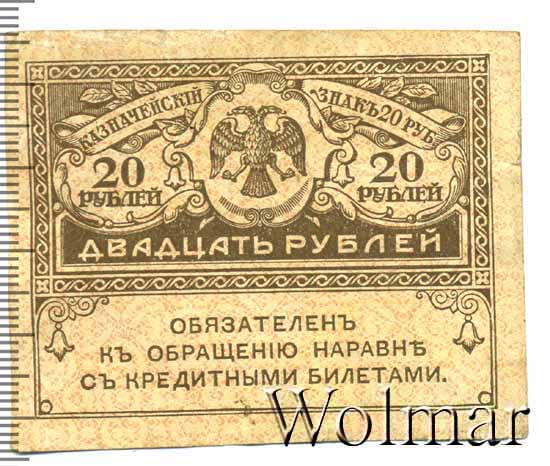 КАЗНАЧЕЙСКІЙ ЗНАКЪ 20 РУБ.
20 РУБЛЕЙ
20 РУБЛЕЙ
ДВАДЦАТЬ РУБЛЕЙ
ОБЯЗАТЕЛЕНЪ
КЪ ОБРАЩЕНІЮ НАРАВНѢ
СЪ КРЕДИТНЫМИ БИЛЕТАМИ.
Wolmar